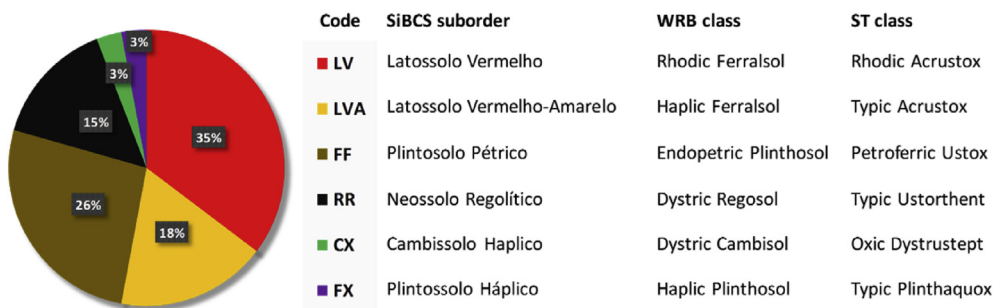 3%
3%
15%
35%
26%
18%
Code SiBCS suborder WRB class ST class
LV Latossolo Vermelho Rhodic Ferralsol Rhodic Acrustox
LVA Latossolo Vermelho-Amarelo Haplic Ferralsol Typic Acrustox
FF Plintosolo Pétrico Endopetric Plinthosol Petroferric Ustox
RR Neossolo Regolítico Dystric Regosol Typic Ustorthent
CX Cambissolo Haplico Dystric Cambisol Oxic Dystrustept
FX Plintossolo Háplico Haplic Plinthosol Typic Plinthaquox